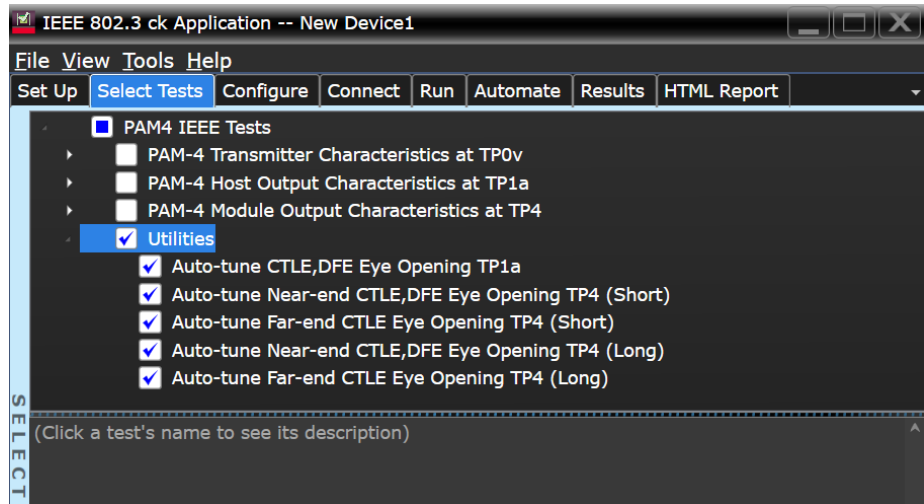 IEEE 802.3 ck Application -- New Device1
File View Tools Help
Set Up Select Tests Configure Connect Run Automate Results HTML Report
PAM4 IEEE Tests
PAM-4 Transmitter Characteristics at TP0v
PAM-4 Host Output Characteristics at TP1a
PAM-4 Module Output Characteristics at TP4
Utilities
Auto-tune CTLE,DFE Eye Opening TP1a
Auto-tune Near-end CTLE,DFE Eye Opening TP4 (Short)
Auto-tune Far-end CTLE Eye Opening TP4 (Short)
Auto-tune Near-end CTLE,DFE Eye Opening TP4 (Long)
Auto-tune Far-end CTLE Eye Opening TP4 (Long)
SELECT
(Click a test's name to see its description)